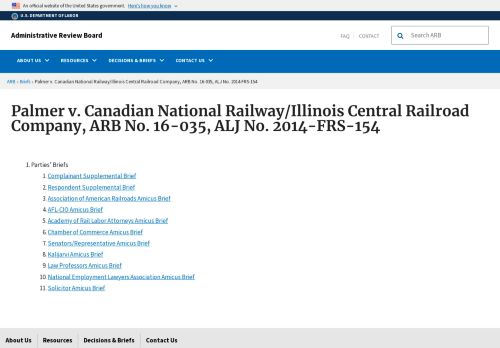 An official website of the United States government. Here's how you know
U.S. DEPARTMENT OF LABOR
Administrative Review Board
FAQ CONTACT
Search ARB
ABOUT US RESOURCES DECISIONS & BRIEFS CONTACT US
ARB › Briefs › Palmer v. Canadian National Railway/Illinois Central Railroad Company, ARB No. 16-035, ALJ No. 2014-FRS-154
Palmer v. Canadian National Railway/Illinois Central Railroad
Company, ARB No. 16-035, ALJ No. 2014-FRS-154
1. Parties' Briefs
1. Complainant Supplemental Brief
2. Respondent Supplemental Brief
3. Association of American Railroads Amicus Brief
4. AFL-CIO Amicus Brief
5. Academy of Rail Labor Attorneys Amicus Brief
6. Chamber of Commerce Amicus Brief
7. Senators/Representative Amicus Brief
8. Kalijarvi Amicus Brief
9. Law Professors Amicus Brief
10. National Employment Lawyers Association Amicus Brief
11. Solicitor Amicus Brief
About Us Resources Decisions & Briefs Contact Us